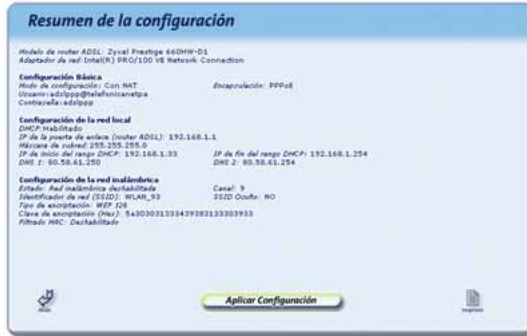 Resumen de la configuración
Modelo de router ADSL: Zyxel Prestige 660HW-D1
Adaptador de red: Intel(R) PRO/100 VE Network Connection
Configuración Básica
Modo de configuración: Con NAT Encapsulación: PPPoE
Usuario: adslppp@telefonicanetpa
Contraseña: adslppp
Configuración de la red local
DHCP: Habilitado
IP de la puerta de enlace (router ADSL): 192.168.1.1
Máscara de subred: 255.255.255.0
IP de inicio del rango DHCP: 192.168.1.33 IP de fin del rango DHCP: 192.168.1.254
DNS 1: 80.58.61.250 DNS 2: 80.58.61.254
Configuración de la red inalámbrica
Estado: Red inalámbrica deshabilitada Canal: 9
Identificador de red (SSID): WLAN_93 SSID Oculto: NO
Tipo de encriptación: WEP 128
Clave de encriptación (Hex):
Filtrado MAC: Deshabilitado
Atrás Aplicar Configuración Imprimir